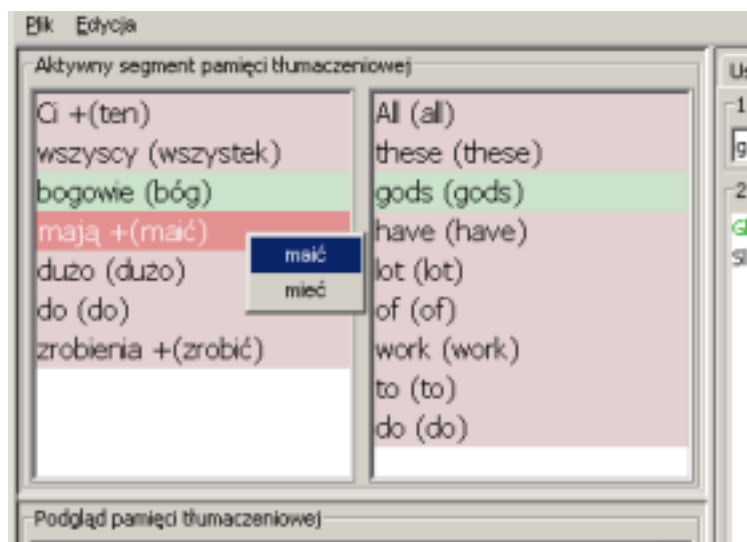 Plik Edycja
Aktywny segment pamięci tłumaczeniowej
Ci +(ten)
wszyscy (wszystek)
bogowie (bóg)
mają +(maić)
dużo (dużo)
do (do)
zrobienia +(zrobić)
maić
mieć
All (all)
these (these)
gods (gods)
have (have)
lot (lot)
of (of)
work (work)
to (to)
do (do)
1
2
Podgląd pamięci tłumaczeniowej